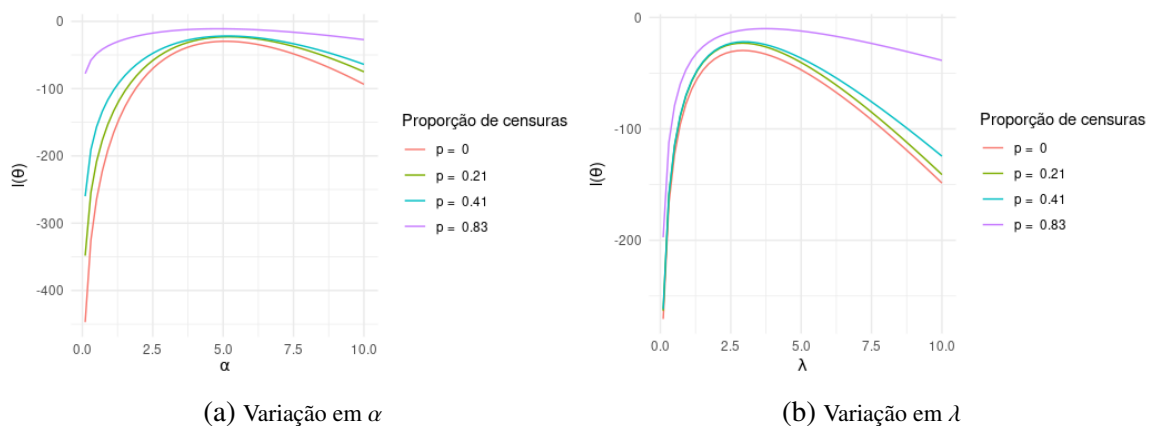 0
-100
-200
-300
-400
l(θ)
0.0 2.5 5.0 7.5 10.0
α
Proporção de censuras
p = 0
p = 0.21
p = 0.41
p = 0.83
(a) Variação em α
0
-100
-200
l(θ)
0.0 2.5 5.0 7.5 10.0
λ
Proporção de censuras
p = 0
p = 0.21
p = 0.41
p = 0.83
(b) Variação em λ